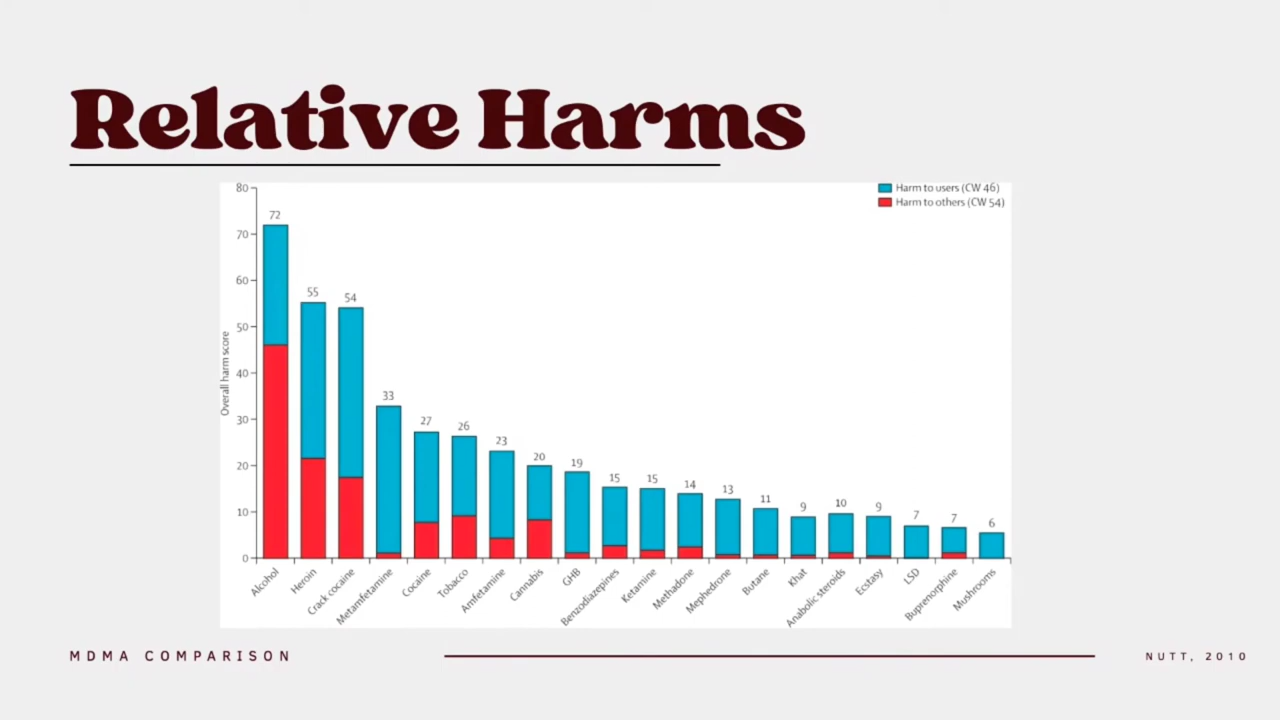 Relative Harms
80
70
60
50
40
30
20
10
0
Overall harm score
Harm to users (CW 46)
Harm to others (CW 54)
72
55
54
33
27
26
23
20
19
15
15
14
13
11
9
10
9
7
7
6
Alcohol
Heroin
Crack cocaine
Metamfetamine
Cocaine
Tobacco
Amfetamine
Cannabis
GHB
Benzodiazepines
Ketamine
Methadone
Mephedrone
Butane
Khat
Anabolic steroids
Ecstasy
LSD
Buprenorphine
Mushrooms
MDMA COMPARISON
NUTT, 2010